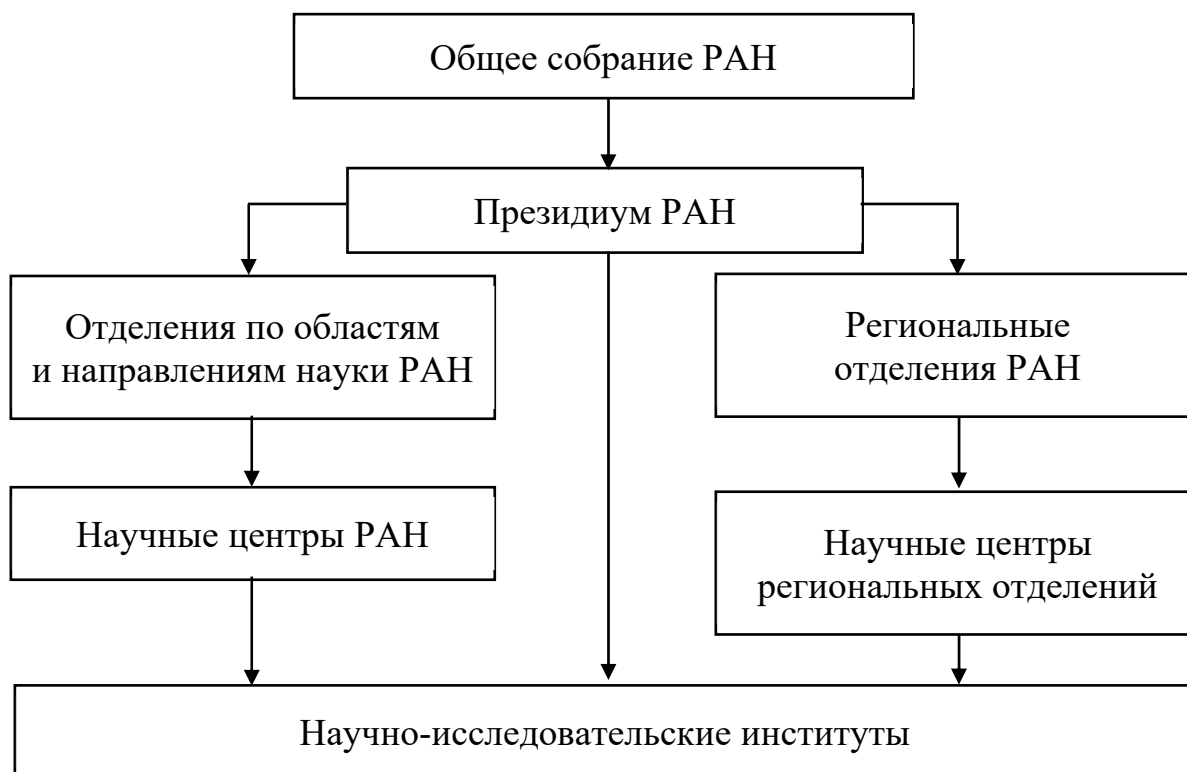 Общее собрание РАН
Президиум РАН
Отделения по областям
и направлениям науки РАН
Региональные
отделения РАН
Научные центры РАН
Научные центры
региональных отделений
Научно-исследовательские институты